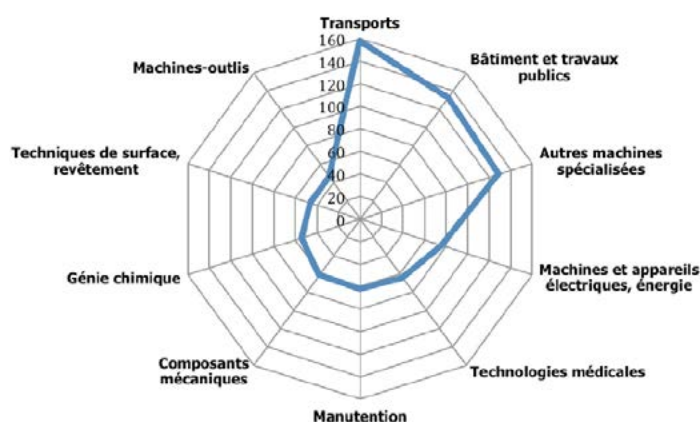 Transports
160
140
120
100
80
60
40
20
0
Bâtiment et travaux
publics
Autres machines
spécialisées
Machines et appareils
électriques, énergie
Technologies médicales
Manutention
Composants
mécaniques
Génie chimique
Techniques de surface,
revêtement
Machines-outlis